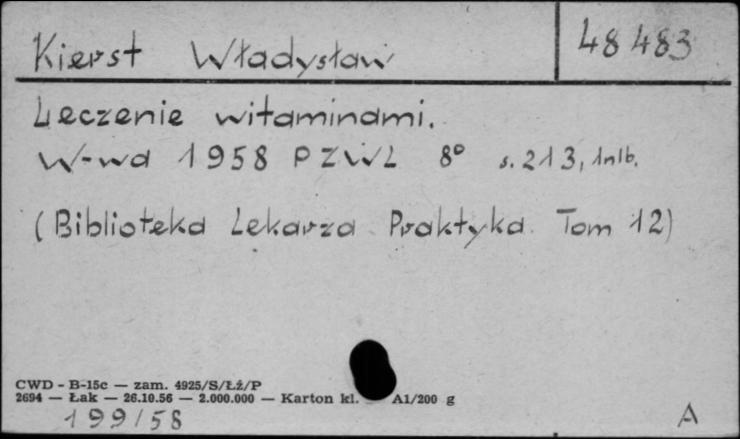 Kierst Władysław
48 483
Leczenie witaminami.
W-wa 1958 PZWL 8° s. 213, 1nlb.
(Biblioteka Lekarza Praktyka. Tom 12)
CWD - B-15c — zam. 4925/S/Łż/P
2694 — Łak — 26.10.56 — 2.000.000 — Karton kl. A1/200 g
199/58
A